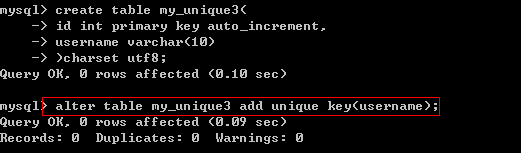 mysql> create table my_unique3(
    -> id int primary key auto_increment,
    -> username varchar(10)
    -> )charset utf8;
Query OK, 0 rows affected (0.10 sec)

mysql> alter table my_unique3 add unique key(username);
Query OK, 0 rows affected (0.09 sec)
Records: 0  Duplicates: 0  Warnings: 0